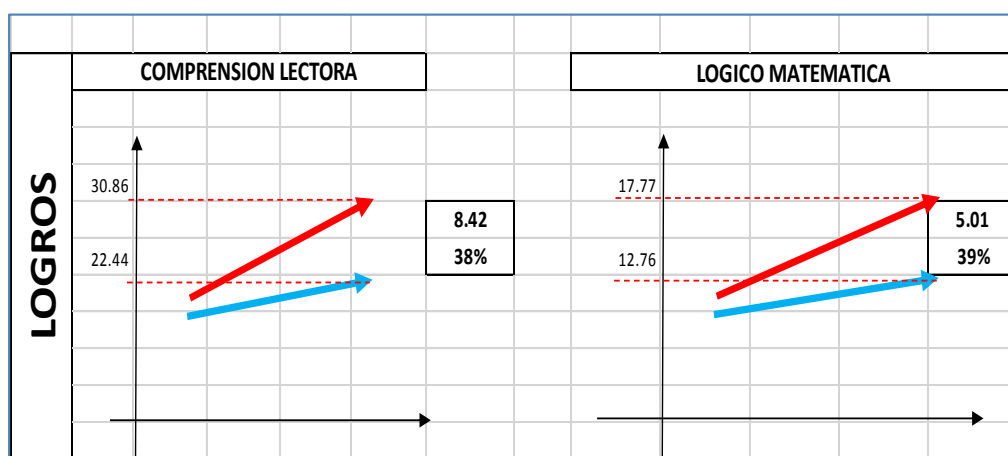 LOGROS
COMPRENSION LECTORA
30.86
22.44
8.42
38%
LOGICO MATEMATICA
17.77
12.76
5.01
39%